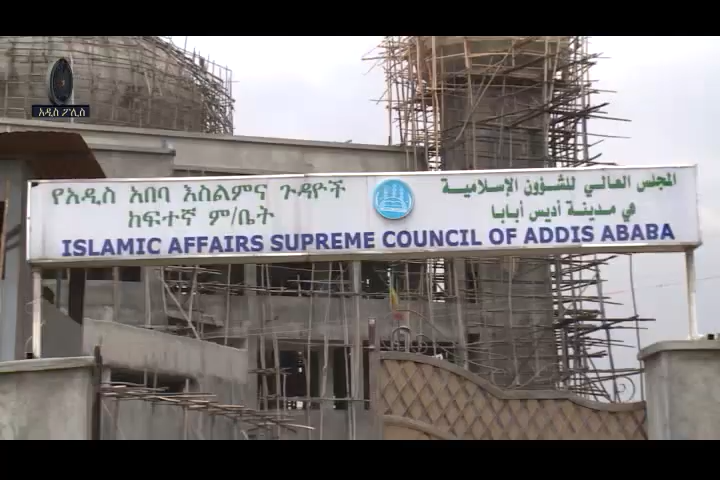 አዲስ ፖሊስ
የአዲስ አበባ እስልምና ጉዳዮች
ከፍተኛ ም/ቤት
المجلس العالي للشؤون الإسلامية
في مدينة أديس أبابا
ISLAMIC AFFAIRS SUPREME COUNCIL OF ADDIS ABABA